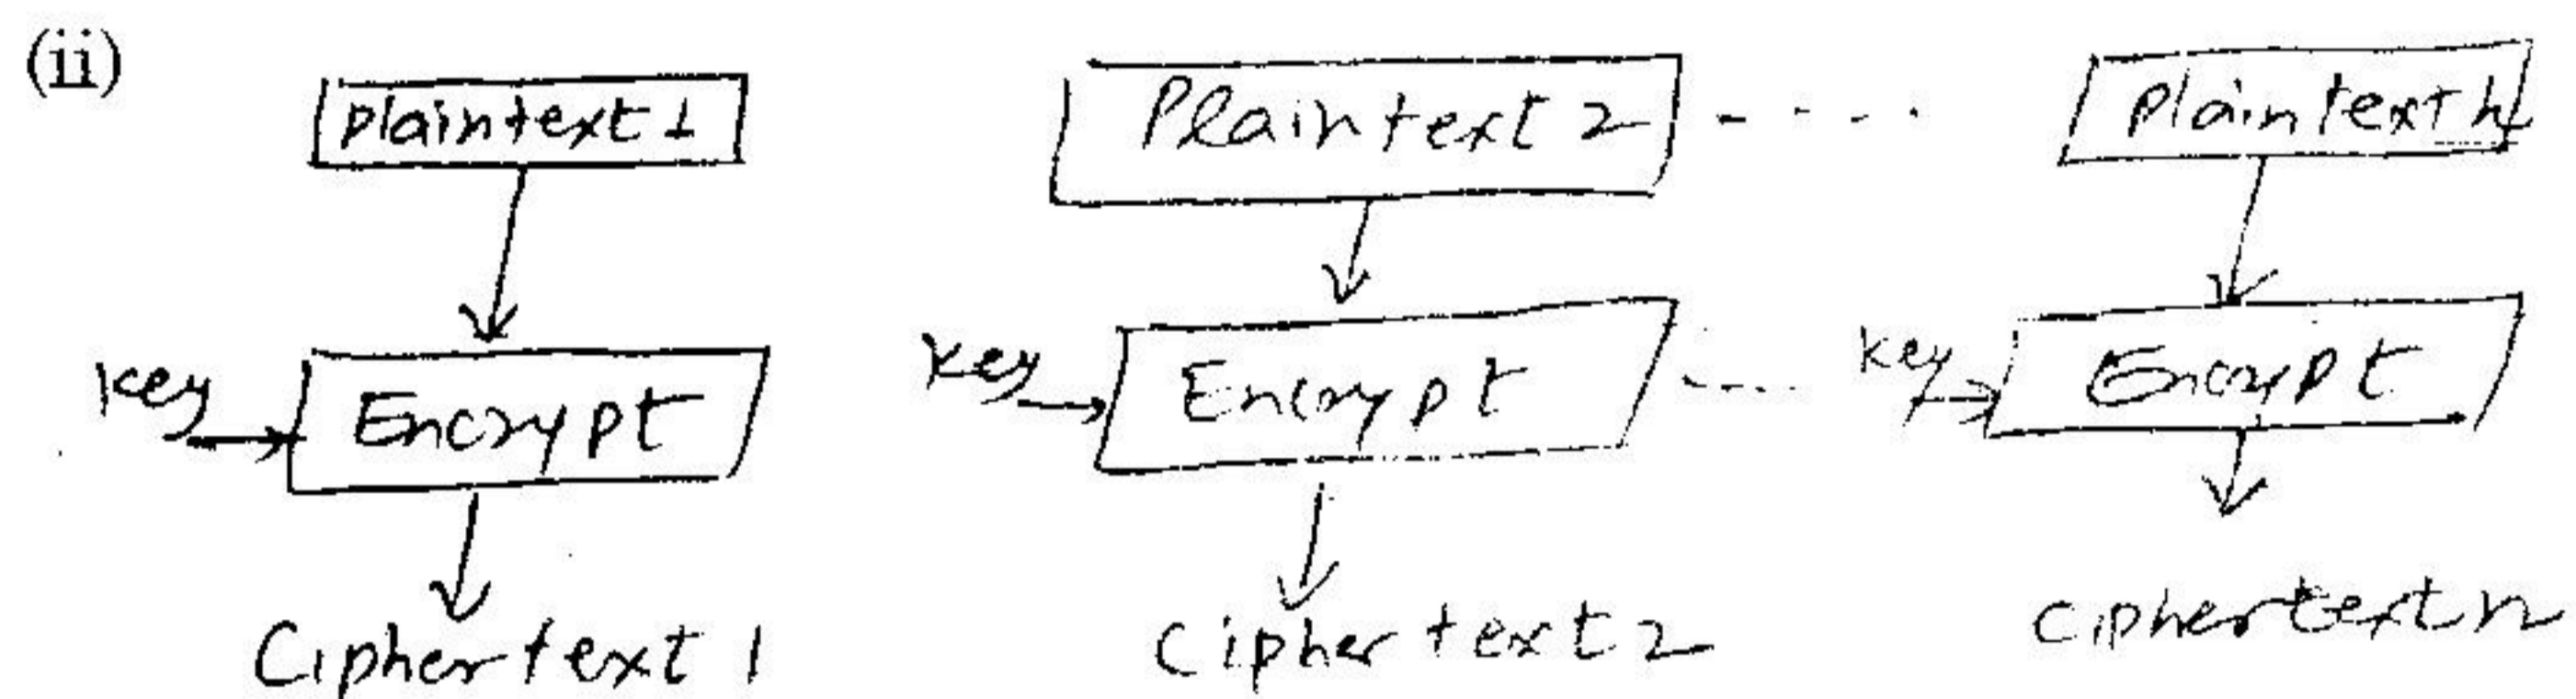 (ii)
plaintext 1 Plaintext 2 - - - - plaintext n
key Encrypt key Encrypt - - - - key Encrypt
Ciphertext 1 Ciphertext 2 Ciphertext n